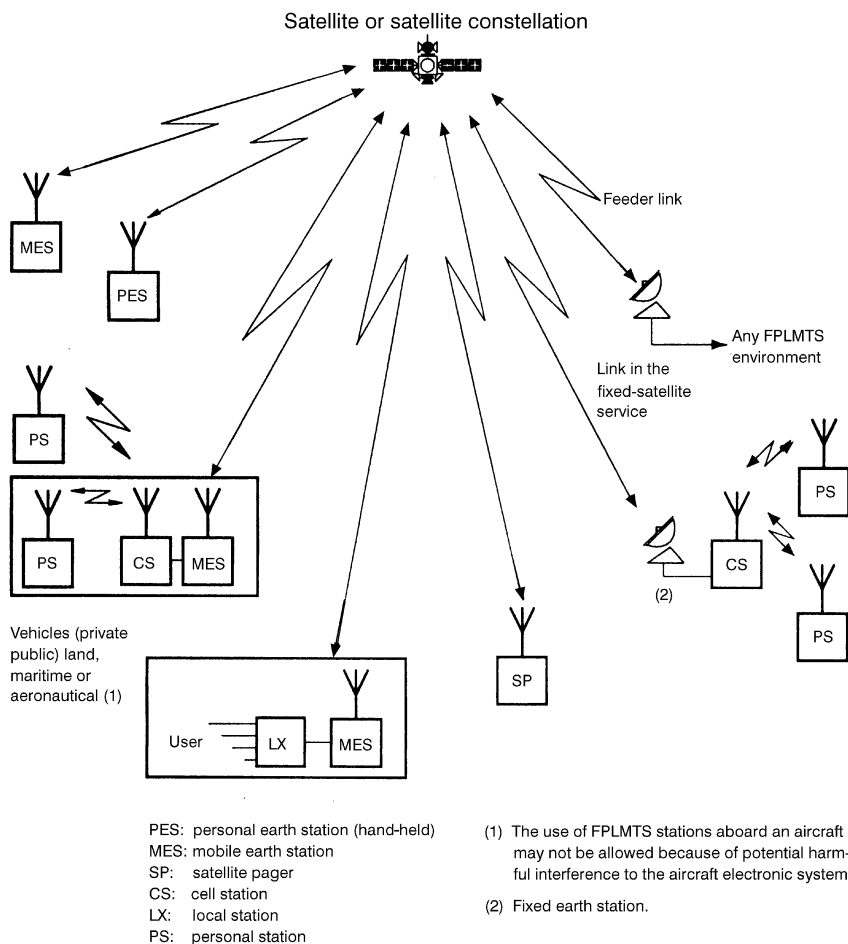 Satellite or satellite constellation
Feeder link
MES
PES
Any FPLMTS
environment
Link in the
fixed-satellite
service
PS
PS
PS
CS
MES
CS
(2)
PS
Vehicles (private
public) land,
maritime or
aeronautical (1)
SP
User
LX
MES
PES: personal earth station (hand-held)
MES: mobile earth station
SP: satellite pager
CS: cell station
LX: local station
PS: personal station
(1) The use of FPLMTS stations aboard an aircraft
may not be allowed because of potential harm-
ful interference to the aircraft electronic system
(2) Fixed earth station.